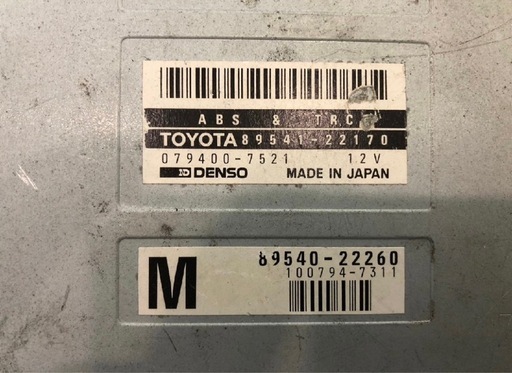 ABS & TRC
TOYOTA 89541-22170
079400-7521 12V
DENSO MADE IN JAPAN
M
89540-22260
100794-7311